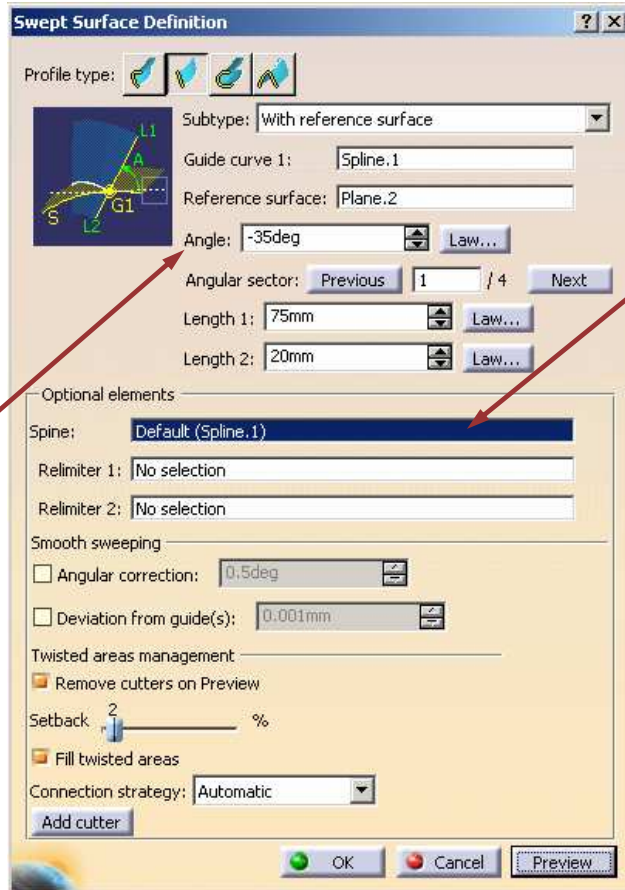 Swept Surface Definition
Profile type:
Subtype: With reference surface
L1
A
G1
S
L2
Guide curve 1: Spline.1
Reference surface: Plane.2
Angle: -35deg Law...
Angular sector: Previous 1 / 4 Next
Length 1: 75mm Law...
Length 2: 20mm Law...
Optional elements
Spine: Default (Spline.1)
Relimiter 1: No selection
Relimiter 2: No selection
Smooth sweeping
Angular correction: 0.5deg
Deviation from guide(s): 0.001mm
Twisted areas management
Remove cutters on Preview
2
Setback %
Fill twisted areas
Connection strategy: Automatic
Add cutter
OK Cancel Preview